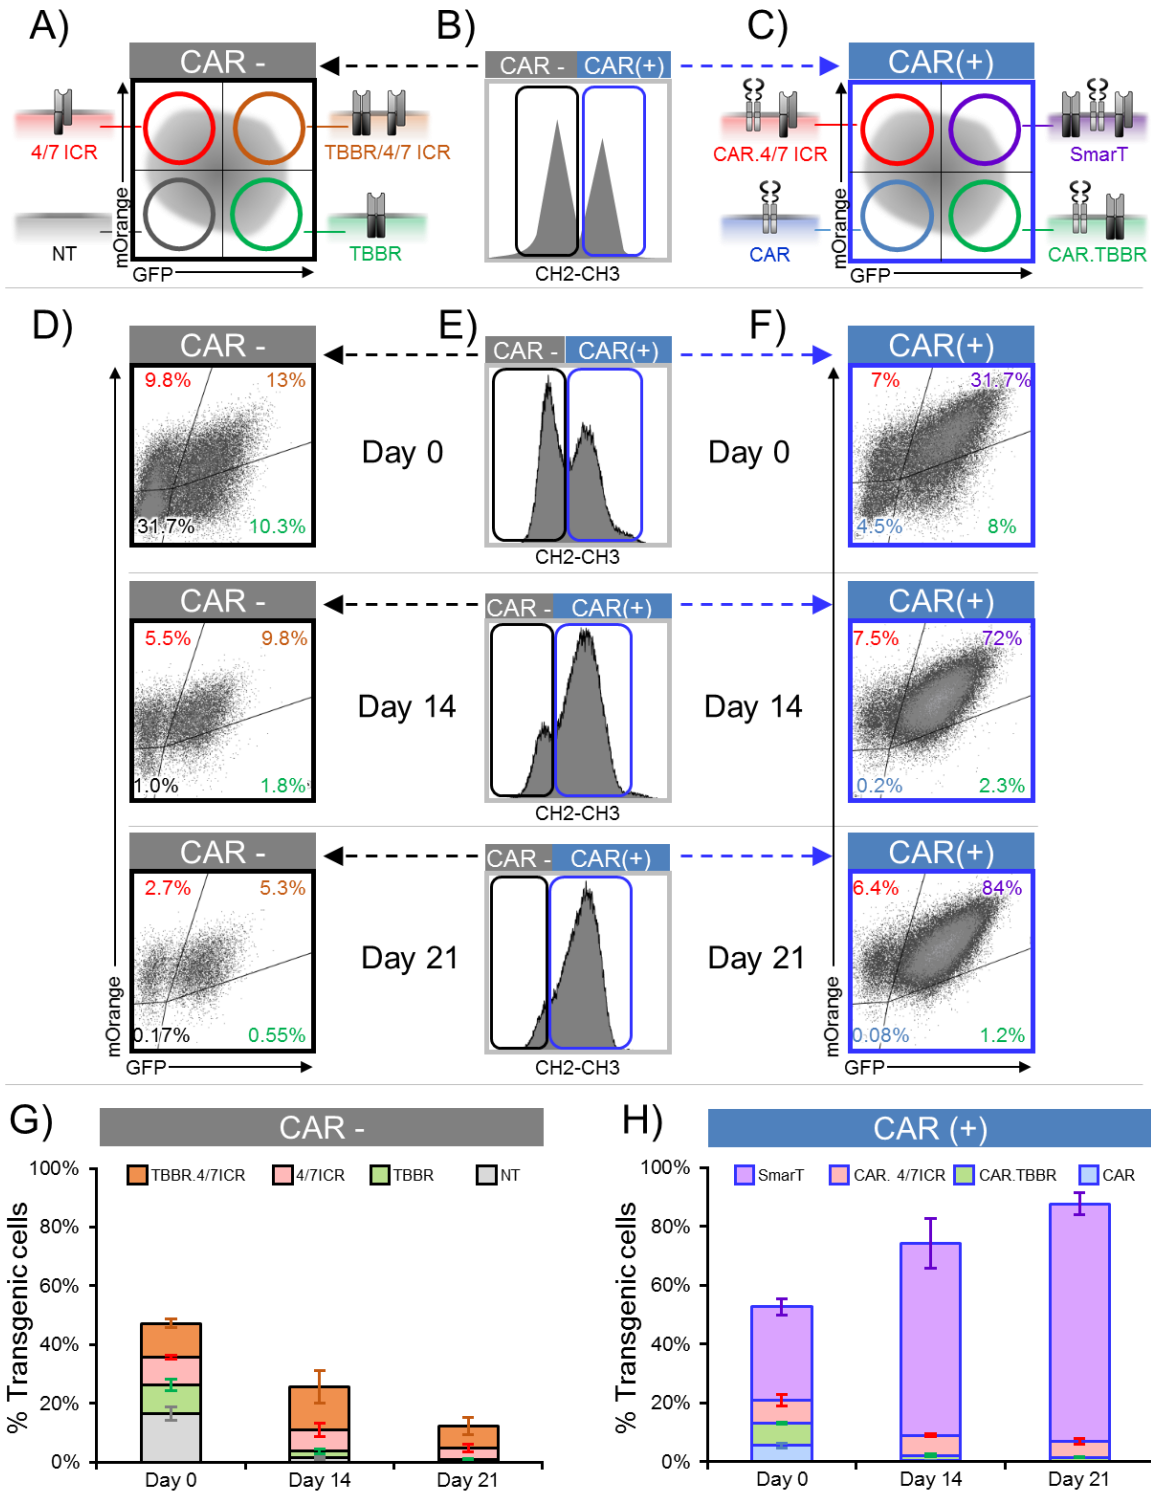 A)
B)
C)
CAR -
CAR - CAR(+)
CAR(+)
4/7 ICR
TBBR/4/7 ICR
CAR.4/7 ICR
SmarT
NT
TBBR
CAR
CAR.TBBR
mOrange
GFP
CH2-CH3
mOrange
GFP
D)
E)
F)
CAR -
CAR - CAR(+)
CAR(+)
9.8% 13%
31.7% 10.3%
Day 0
CH2-CH3
Day 0
7% 31.7%
4.5% 8%
CAR -
CAR - CAR(+)
CAR(+)
5.5% 9.8%
1.0% 1.8%
Day 14
CH2-CH3
Day 14
7.5% 72%
0.2% 2.3%
CAR -
CAR - CAR(+)
CAR(+)
2.7% 5.3%
0.17% 0.55%
Day 21
CH2-CH3
Day 21
6.4% 84%
0.08% 1.2%
mOrange
GFP
mOrange
GFP
G)
CAR -
TBBR.4/7ICR 4/7ICR TBBR NT
% Transgenic cells
100%
80%
60%
40%
20%
0%
Day 0 Day 14 Day 21
H)
CAR (+)
SmarT CAR. 4/7ICR CAR.TBBR CAR
% Transgenic cells
100%
80%
60%
40%
20%
0%
Day 0 Day 14 Day 21